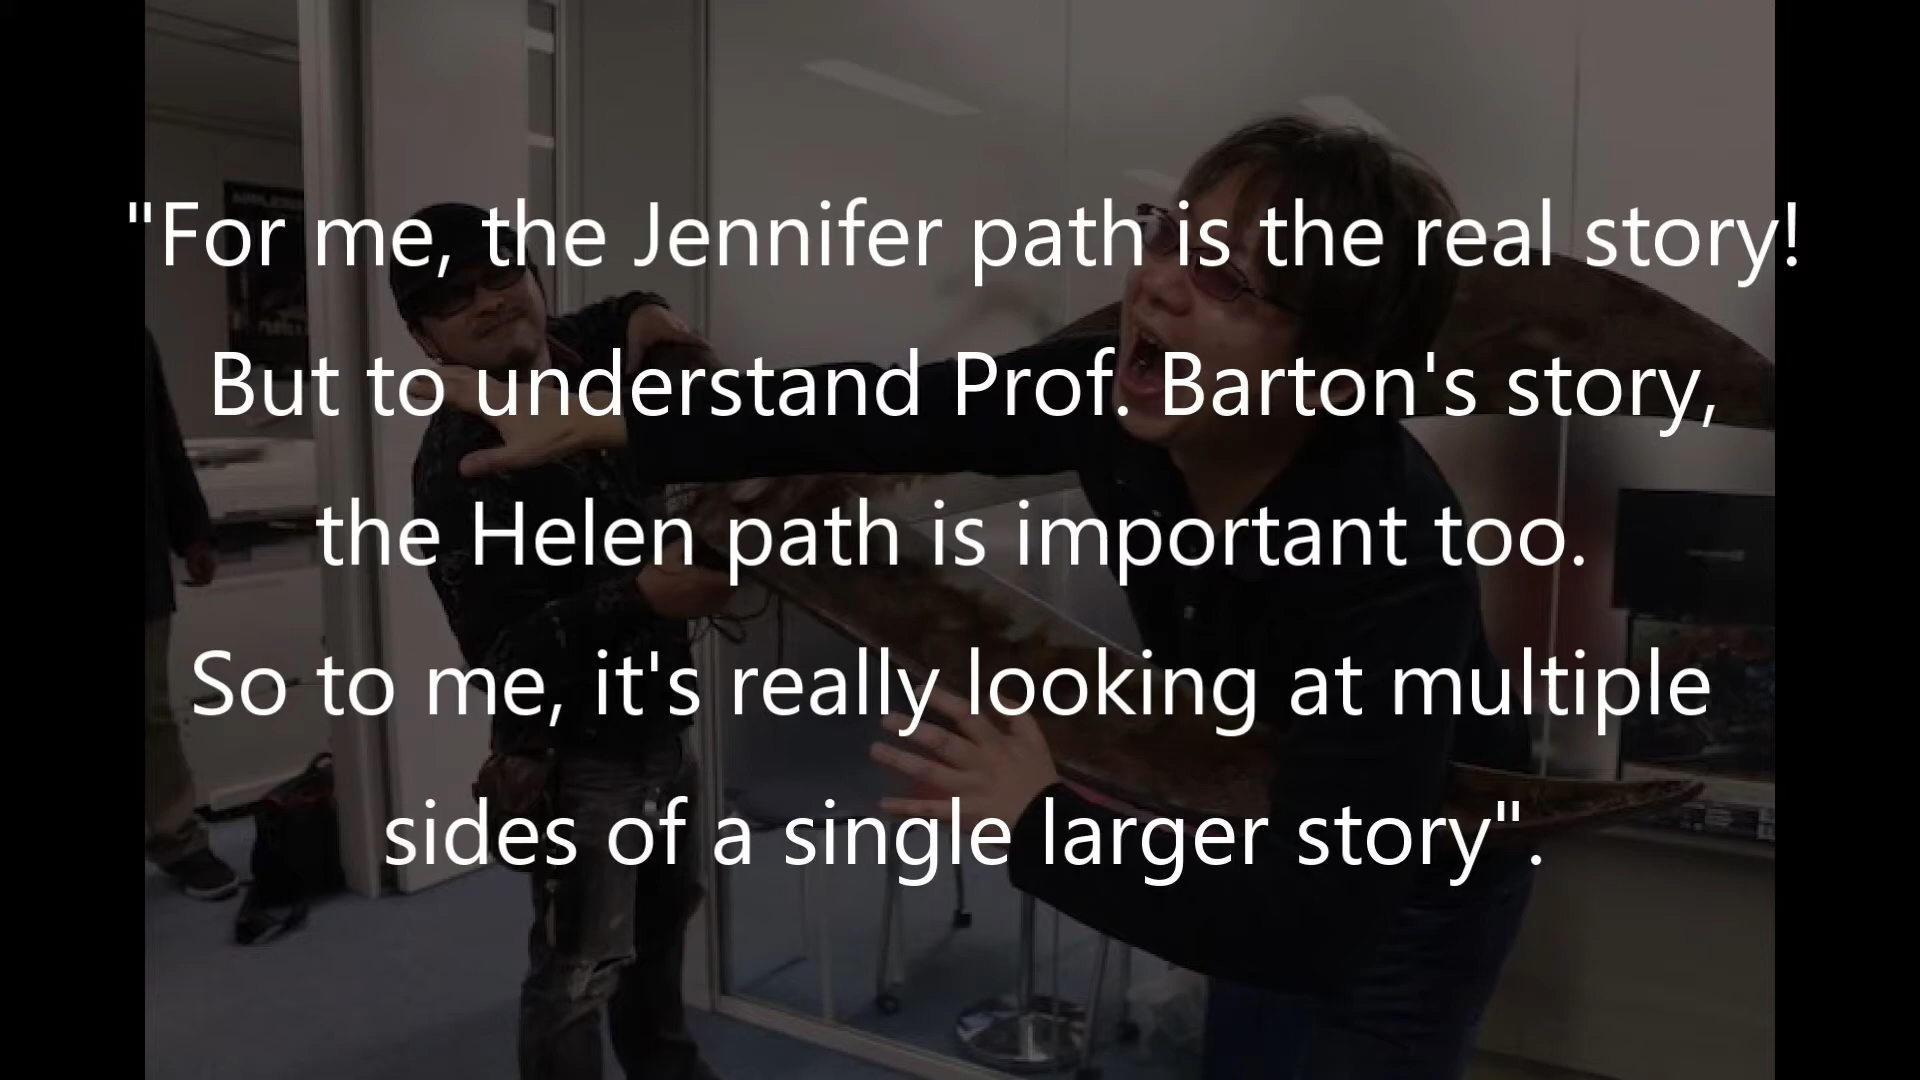 "For me, the Jennifer path is the real story!
But to understand Prof. Barton's story,
the Helen path is important too.
So to me, it's really looking at multiple
sides of a single larger story".